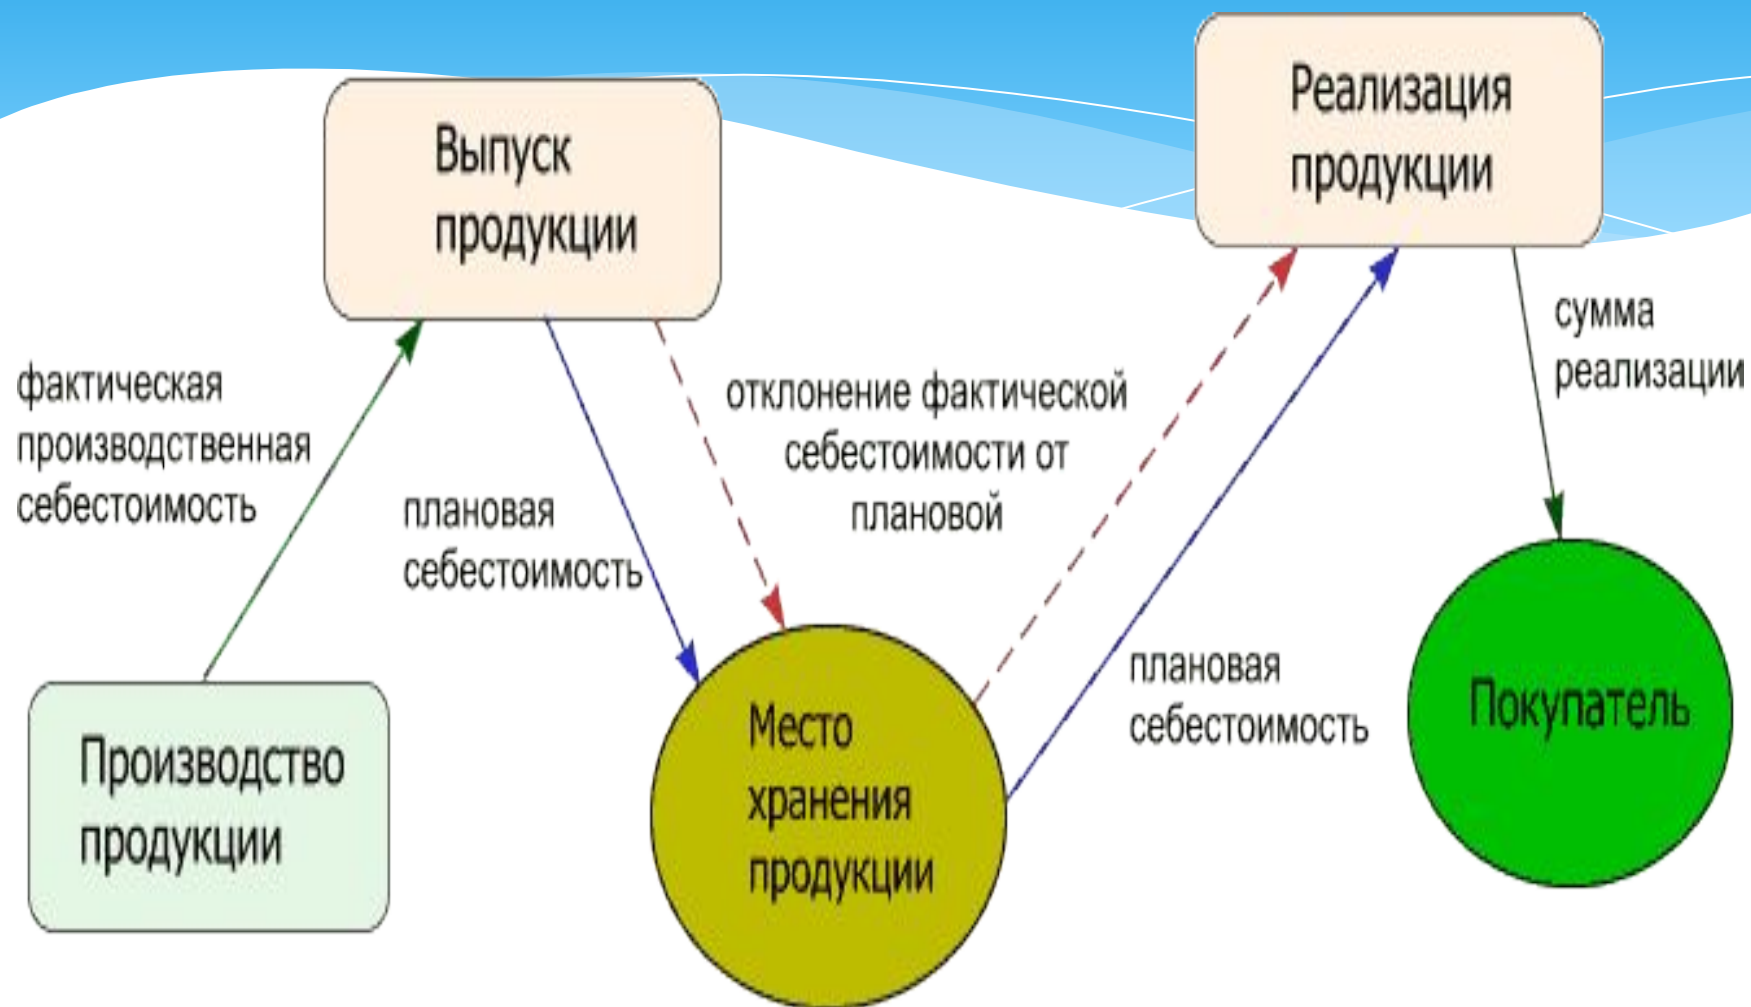 Выпуск
продукции
Реализация
продукции
фактическая
производственная
себестоимость
плановая
себестоимость
отклонение фактической
себестоимости от
плановой
сумма
реализации
плановая
себестоимость
Производство
продукции
Место
хранения
продукции
Покупатель